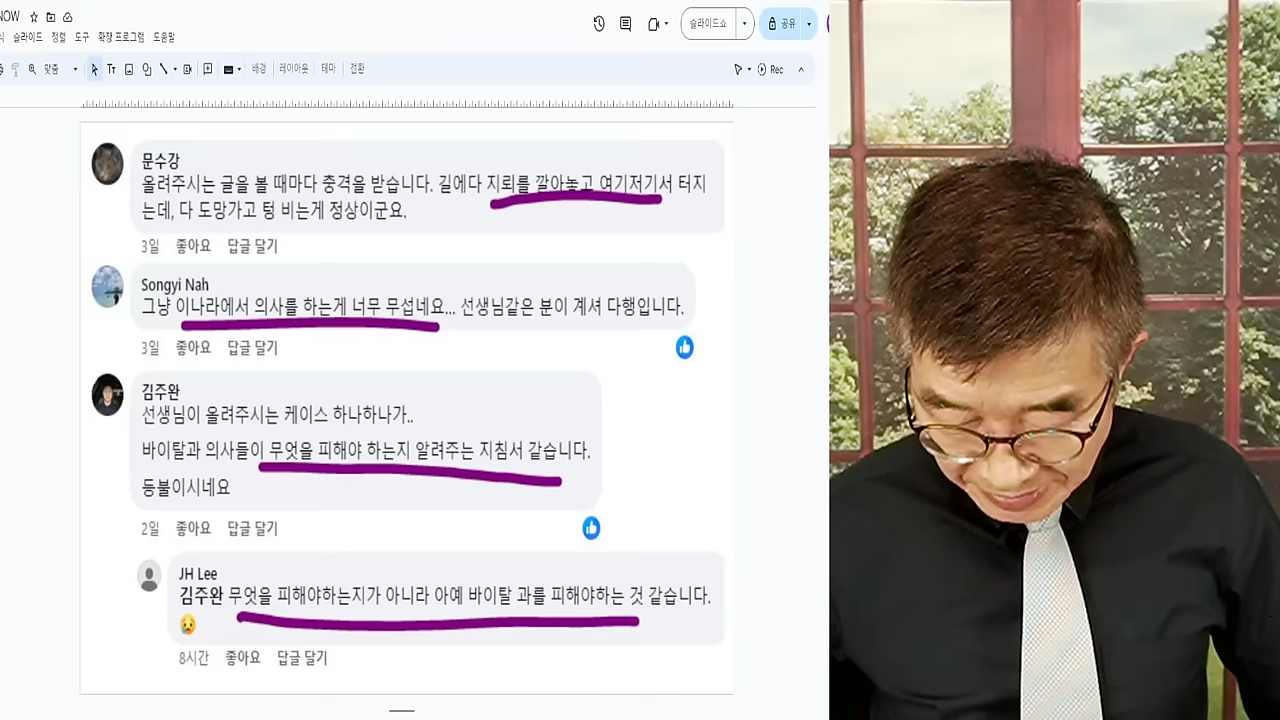 NOW
슬라이드쇼
공유
식 슬라이드 정렬 도구 확장 프로그램 도움말
맞춤
Tr
배경
레이아웃
테마
전환
Rec
문수강
올려주시는 글을 볼 때마다 충격을 받습니다. 길에다 지뢰를 깔아놓고 여기저기서 터지
는데, 다 도망가고 텅 비는게 정상이군요.
3일 좋아요 답글 달기
Songyi Nah
그냥 이나라에서 의사를 하는게 너무 무섭네요... 선생님같은 분이 계셔 다행입니다.
3일 좋아요 답글 달기
김주완
선생님이 올려주시는 케이스 하나하나가..
바이탈과 의사들이 무엇을 피해야 하는지 알려주는 지침서 같습니다.
등불이시네요
2일 좋아요 답글 달기
JH Lee
김주완 무엇을 피해야하는지가 아니라 아예 바이탈 과를 피해야하는 것 같습니다.
8시간 좋아요 답글 달기